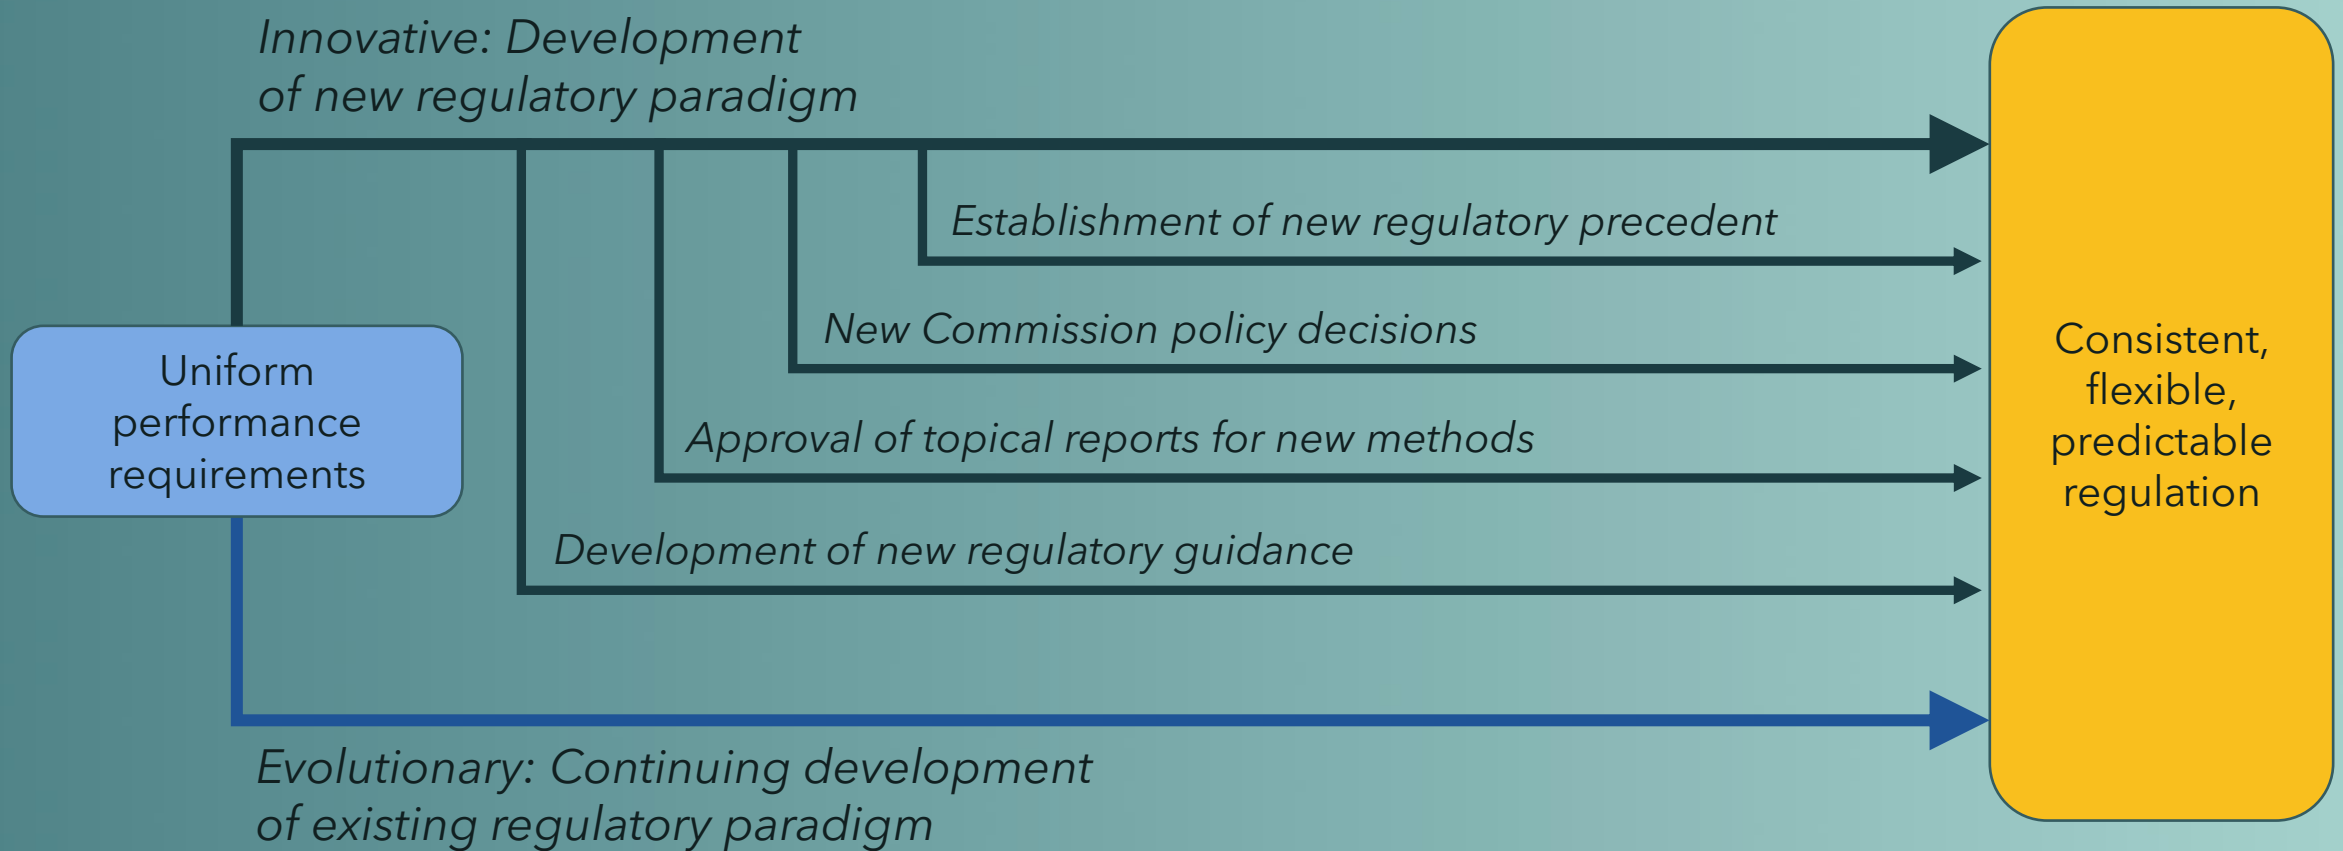 Innovative: Development
of new regulatory paradigm
Establishment of new regulatory precedent
New Commission policy decisions
Approval of topical reports for new methods
Development of new regulatory guidance
Uniform
performance
requirements
Consistent,
flexible,
predictable
regulation
Evolutionary: Continuing development
of existing regulatory paradigm